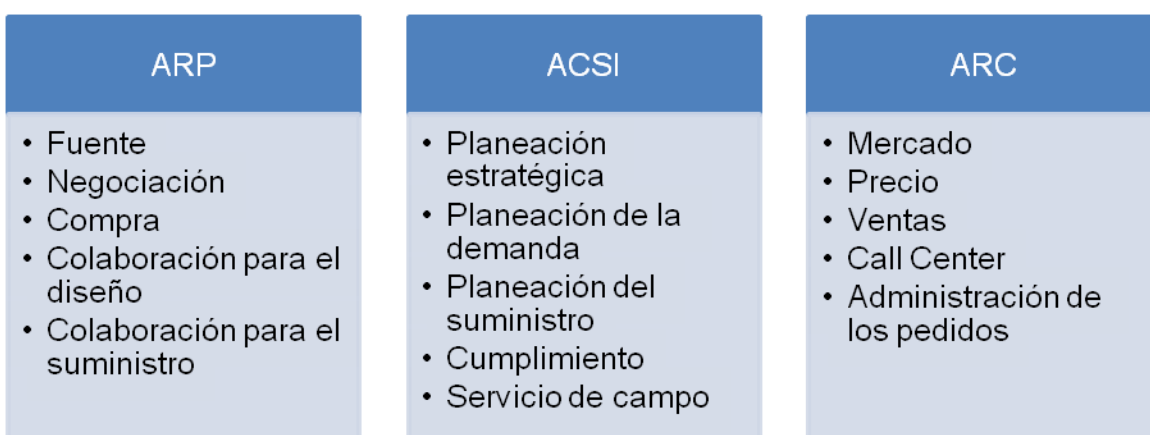 ARP
• Fuente
• Negociación
• Compra
• Colaboración para el
diseño
• Colaboración para el
suministro
ACSI
• Planeación
estratégica
• Planeación de la
demanda
• Planeación del
suministro
• Cumplimiento
• Servicio de campo
ARC
• Mercado
• Precio
• Ventas
• Call Center
• Administración de
los pedidos